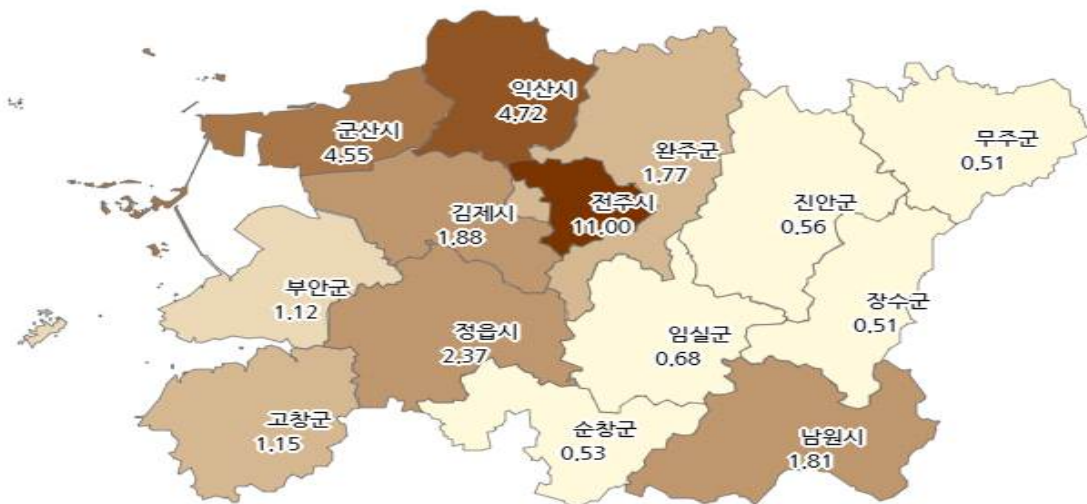 익산시
4.72
군산시
4.55
완주군
1.77
무주군
0.51
전주시
11.00
김제시
1.88
진안군
0.56
부안군
1.12
장수군
0.51
정읍시
2.37
임실군
0.68
고창군
1.15
순창군
0.53
남원시
1.81